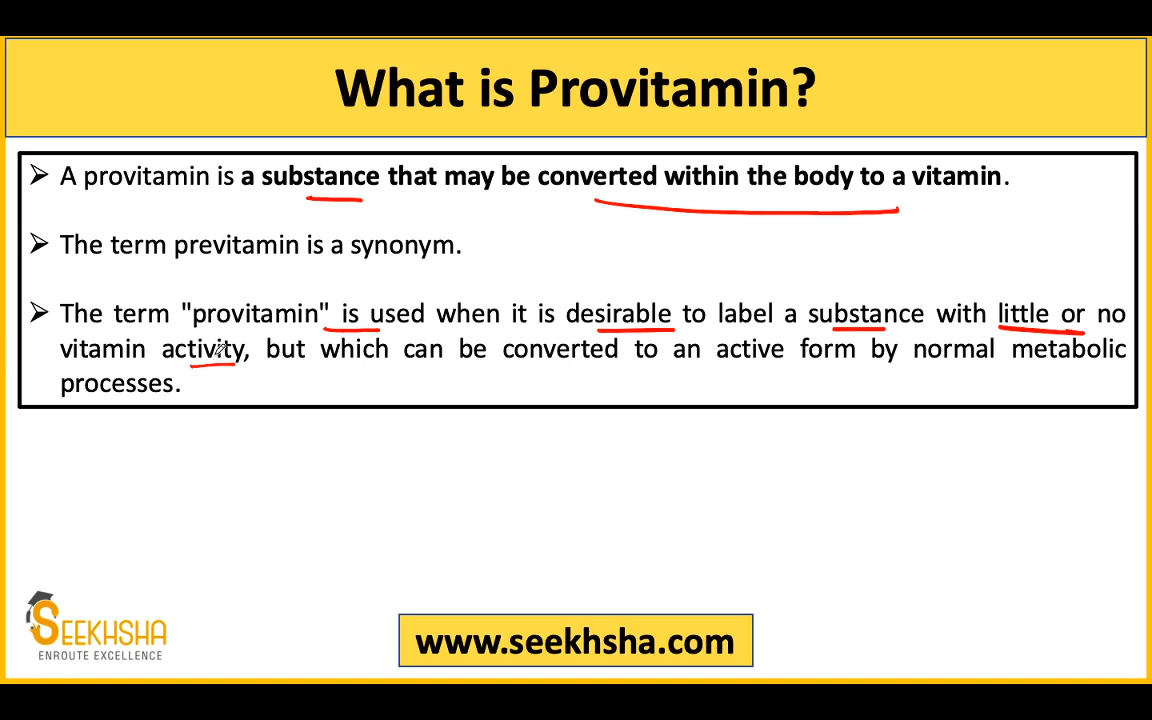 What is Provitamin?
➢ A provitamin is a substance that may be converted within the body to a vitamin.
➢ The term previtamin is a synonym.
➢ The term "provitamin" is used when it is desirable to label a substance with little or no
vitamin activity, but which can be converted to an active form by normal metabolic
processes.
SEEKHSHA
ENROUTE EXCELLENCE
www.seekhsha.com